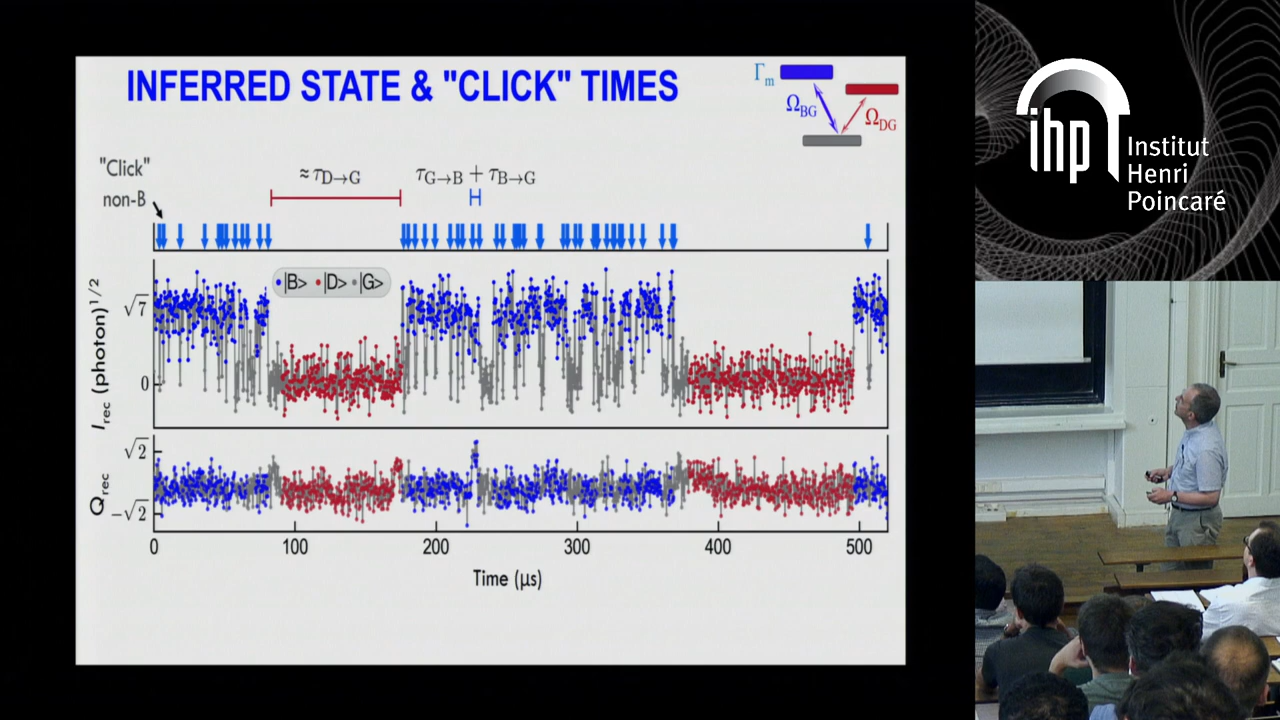 INFERRED STATE & "CLICK" TIMES
Γm
ΩBG
ΩDG
"Click"
non-B
≈ τD→G
τG→B + τB→G
|B> |D> |G>
Irec (photon)^1/2
√7
0
Qrec
√2
−√2
0 100 200 300 400 500
Time (μs)
ihp
Institut
Henri
Poincaré